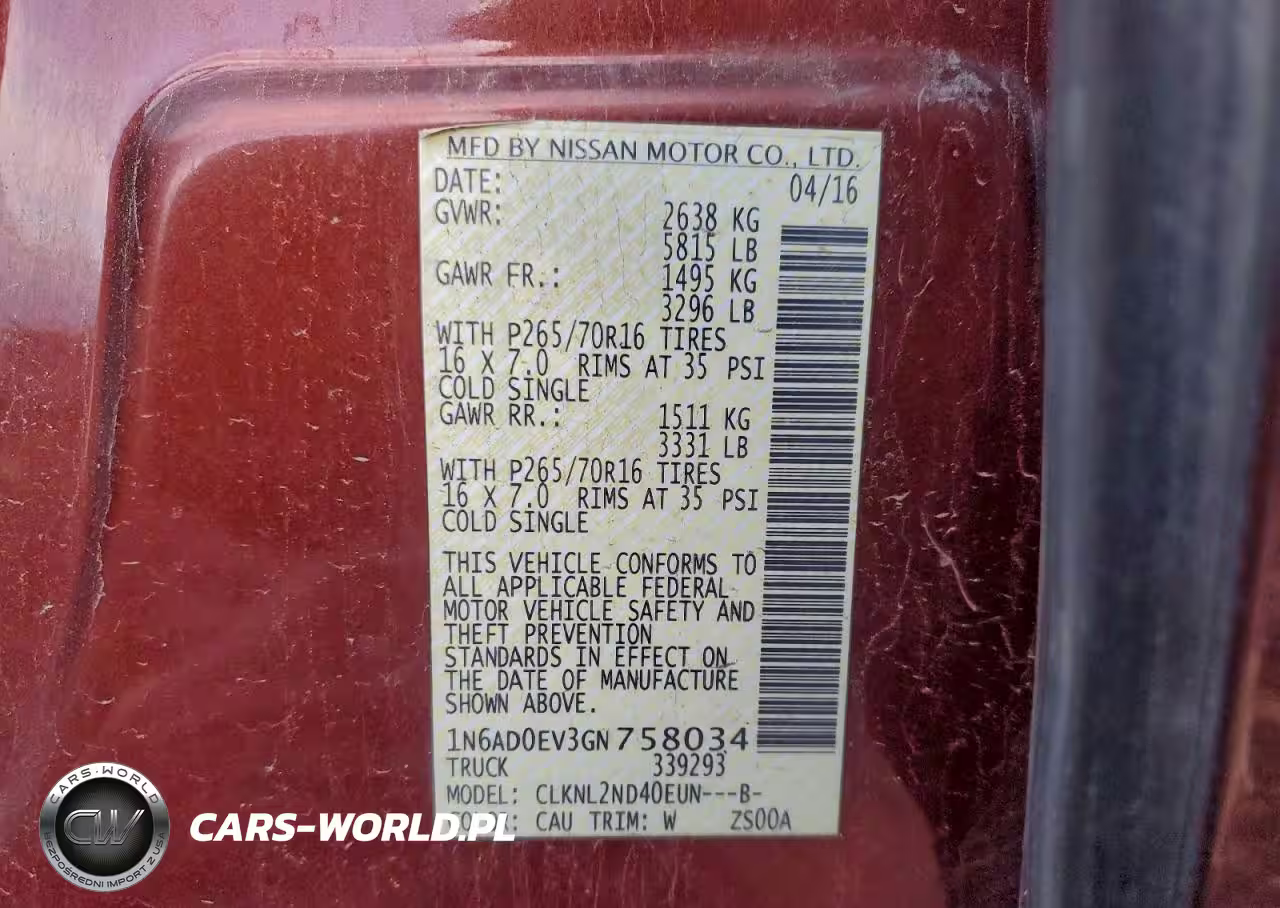 MFD BY NISSAN MOTOR CO., LTD.
DATE: 04/16
GVWR: 2638 KG
5815 LB
GAWR FR.: 1495 KG
3296 LB
WITH P265/70R16 TIRES
16 X 7.0 RIMS AT 35 PSI
COLD SINGLE
GAWR RR.: 1511 KG
3331 LB
WITH P265/70R16 TIRES
16 X 7.0 RIMS AT 35 PSI
COLD SINGLE
THIS VEHICLE CONFORMS TO
ALL APPLICABLE FEDERAL
MOTOR VEHICLE SAFETY AND
THEFT PREVENTION
STANDARDS IN EFFECT ON
THE DATE OF MANUFACTURE
SHOWN ABOVE.
1N6AD0EV3GN758034
TRUCK 339293
MODEL: CLKNL2ND40EUN---B-
CAU TRIM: W ZS00A
CARS-WORLD
CW
BEZPOŚREDNI IMPORT Z USA
CARS-WORLD.PL